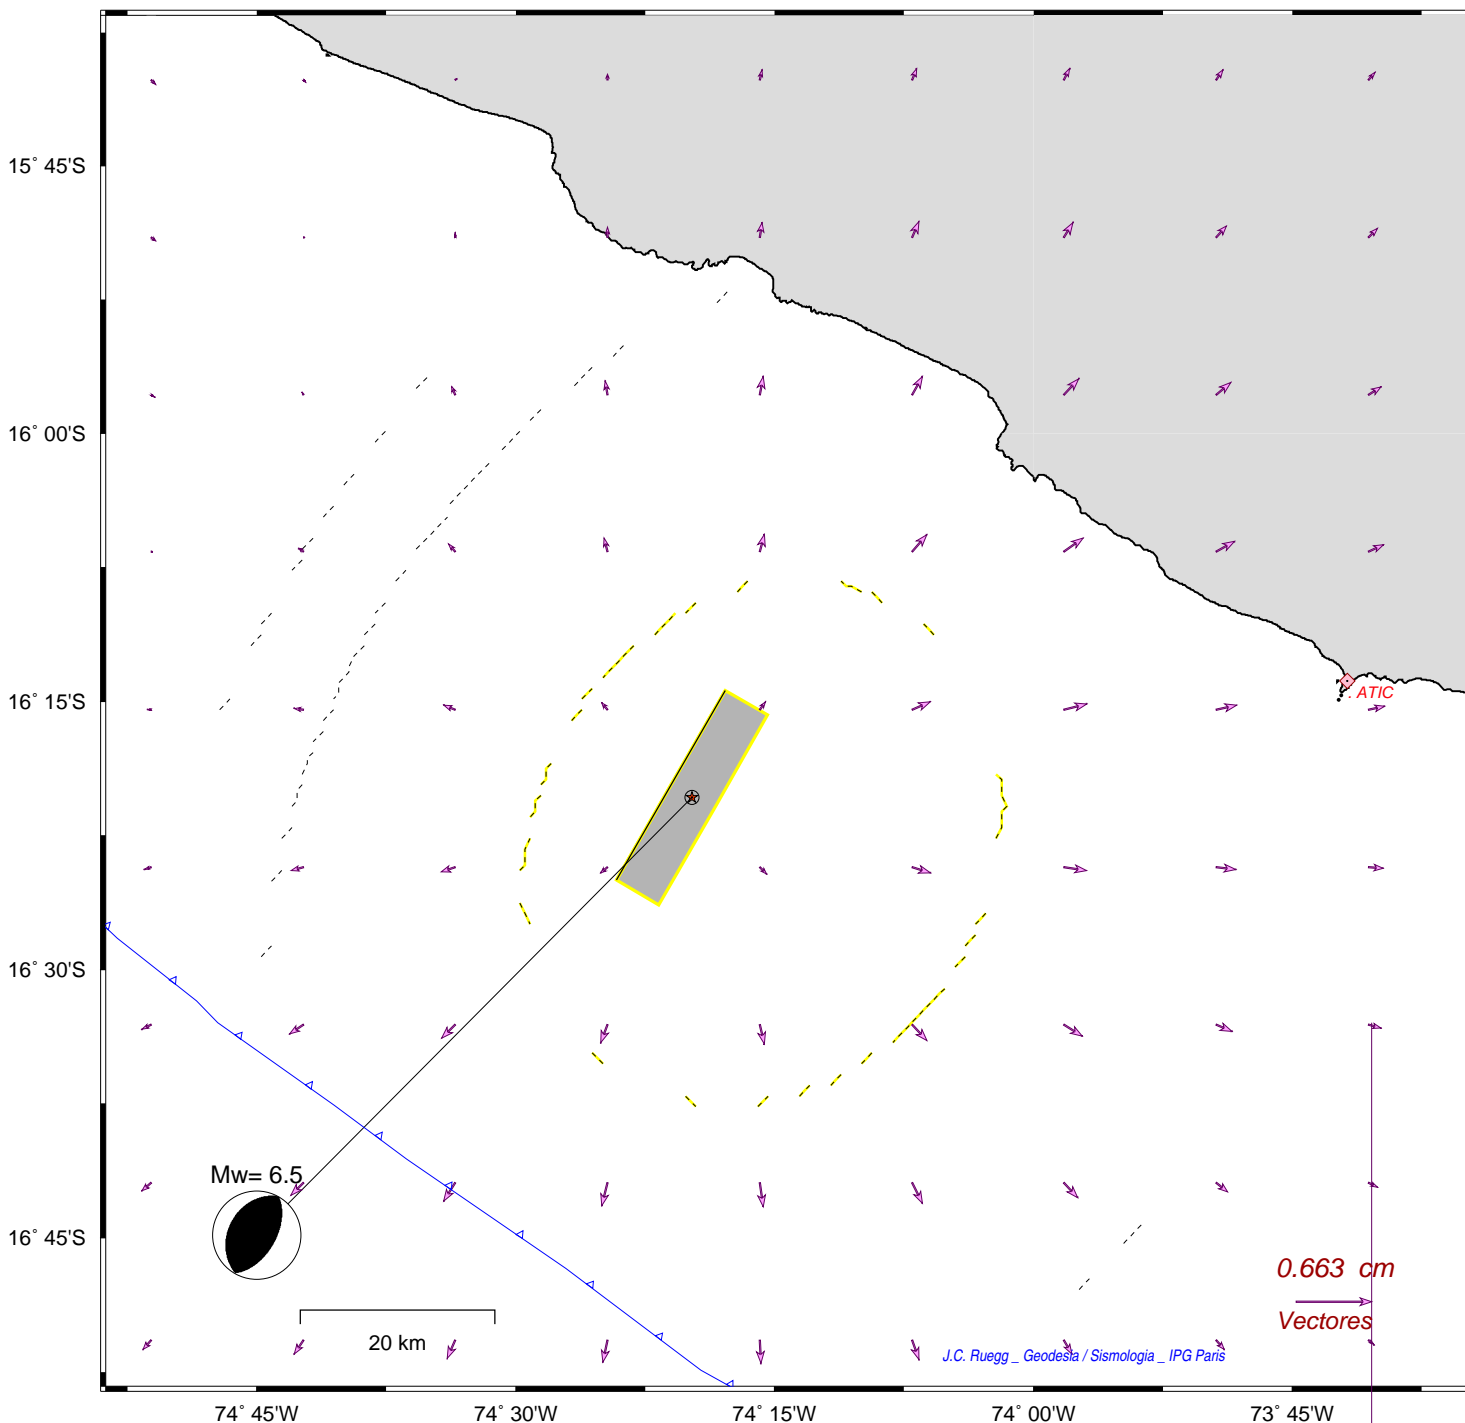 15° 45'S
16° 00'S
16° 15'S
. ATIC
16° 30'S
Mw= 6.5
16° 45'S
0.663 cm
Vectores
20 km
J.C. Ruegg _ Geodesia / Sismologia _ IPG Paris
74° 45'W
74° 30'W
74° 15'W
74° 00'W
73° 45'W